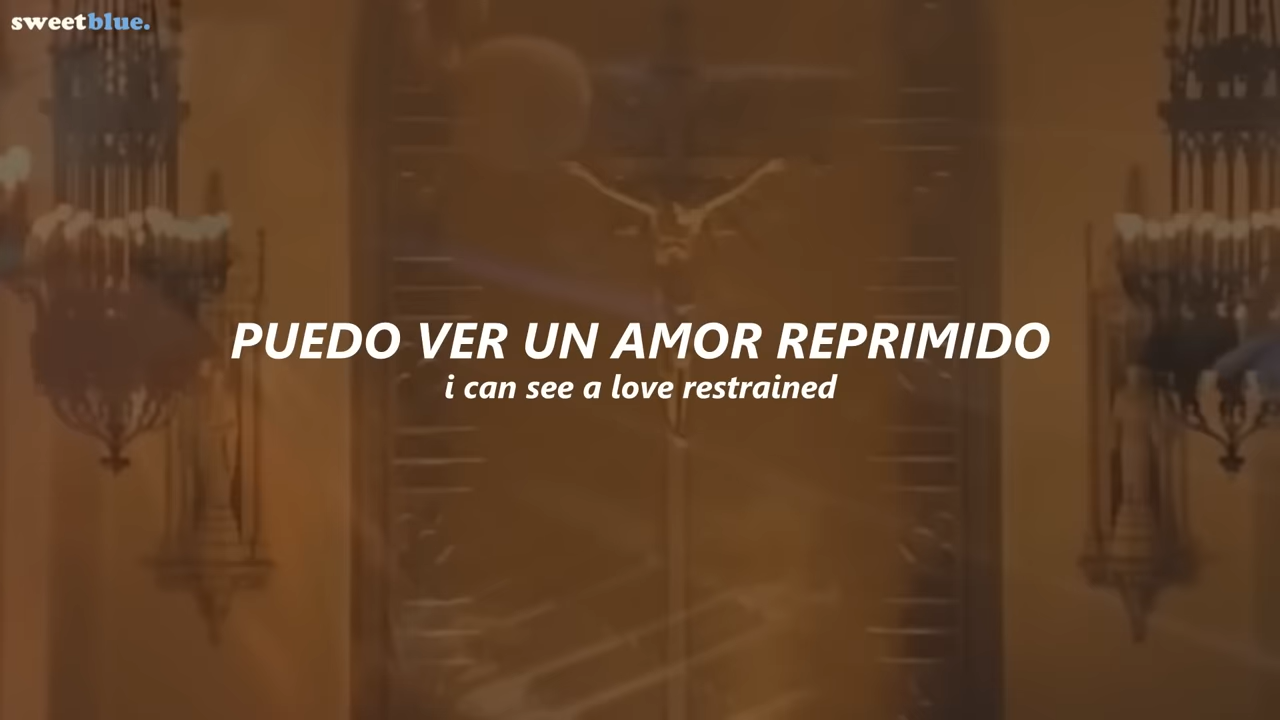 sweetblue.
PUEDO VER UN AMOR REPRIMIDO
i can see a love restrained